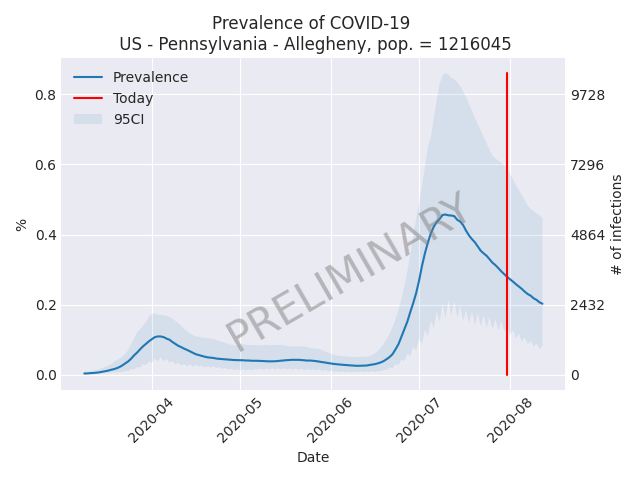 Prevalence of COVID-19
US - Pennsylvania - Allegheny, pop. = 1216045
Prevalence
Today
95CI
PRELIMINARY
0.8
0.6
0.4
0.2
0.0
%
9728
7296
4864
2432
0
# of infections
2020-04
2020-05
2020-06
2020-07
2020-08
Date